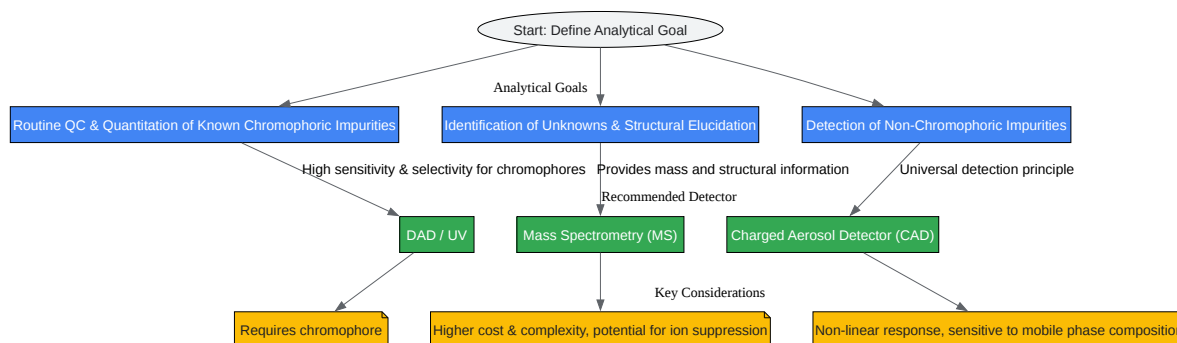 Start: Define Analytical Goal
Analytical Goals
Routine QC & Quantitation of Known Chromophoric Impurities
Identification of Unknowns & Structural Elucidation
Detection of Non-Chromophoric Impurities
High sensitivity & selectivity for chromophores
Provides mass and structural information
Universal detection principle
Recommended Detector
DAD / UV
Mass Spectrometry (MS)
Charged Aerosol Detector (CAD)
Key Considerations
Requires chromophore
Higher cost & complexity, potential for ion suppression
Non-linear response, sensitive to mobile phase composition